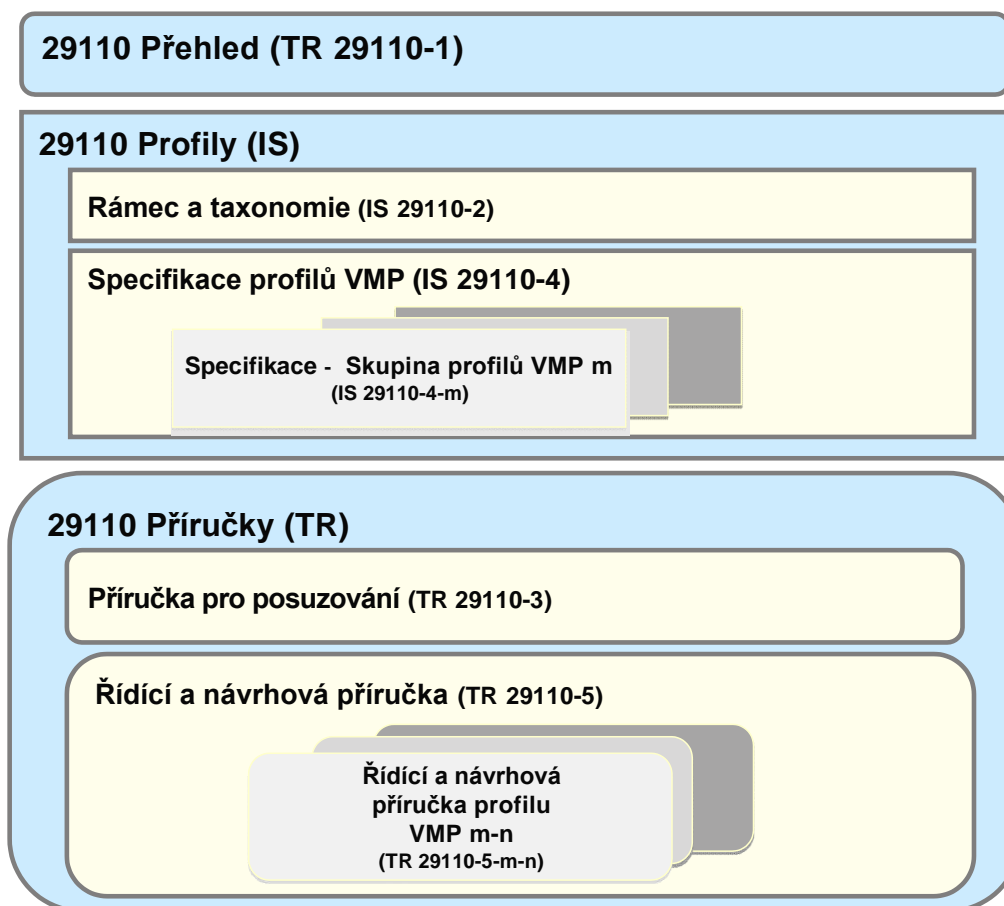 29110 Přehled (TR 29110-1)
29110 Profily (IS)
Rámec a taxonomie (IS 29110-2)
Specifikace profilů VMP (IS 29110-4)
Specifikace - Skupina profilů VMP m
(IS 29110-4-m)
29110 Příručky (TR)
Příručka pro posuzování (TR 29110-3)
Řídící a návrhová příručka (TR 29110-5)
Řídící a návrhová
příručka profilu
VMP m-n
(TR 29110-5-m-n)